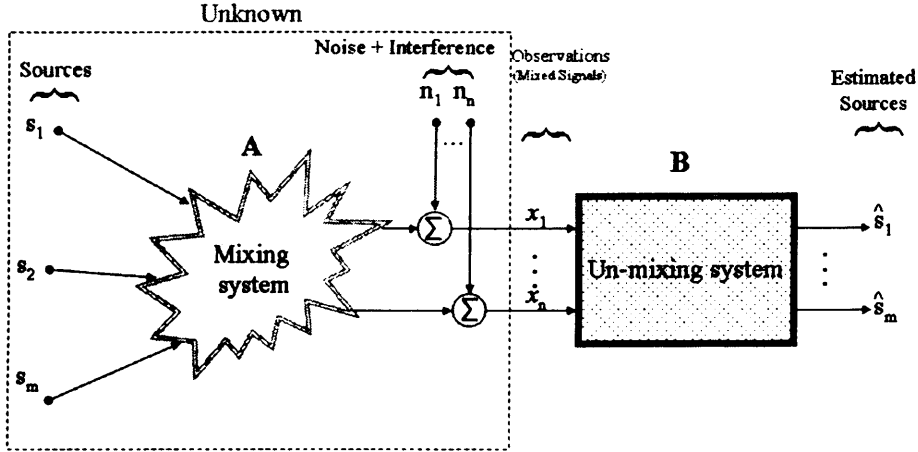 Unknown
Noise + Interference
Observations
(Mixed Signals)
Sources
Estimated
Sources
n₁ nₙ
...
s₁
A
B
x₁
ŝ₁
Mixing
system
Σ
s₂
Un-mixing system
xₙ
ŝₘ
Σ
sₘ